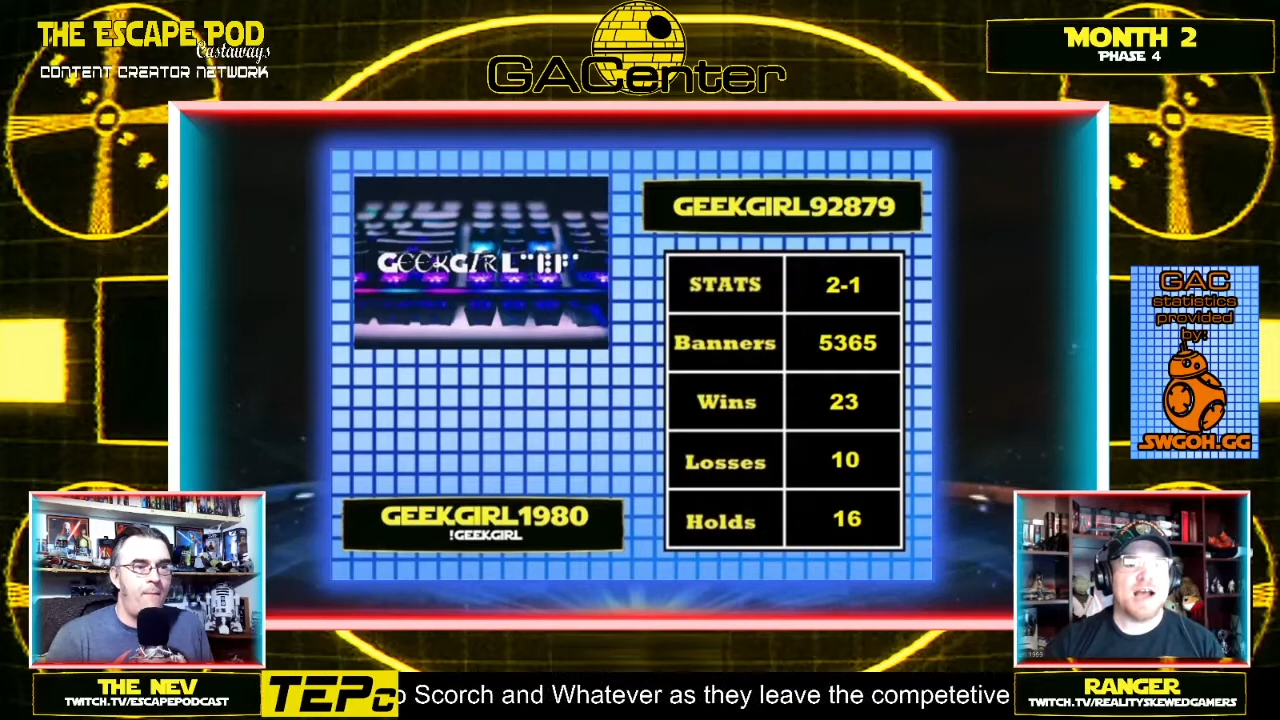 THE ESCAPE POD
Castaways
CONTENT CREATOR NETWORK
GACenter
MONTH 2
PHASE 4
GEEKGIRL92879
STATS 2-1
Banners 5365
Wins 23
Losses 10
Holds 16
GEEKGIRL1980
!GEEKGIRL
GAC
statistics
provided
by:
SWGOH.GG
THE NEV
TWITCH.TV/ESCAPEPODCAST
TEPc
o Scorch and Whatever as they leave the competetive
RANGER
TWITCH.TV/REALITYSKEWEDGAMERS